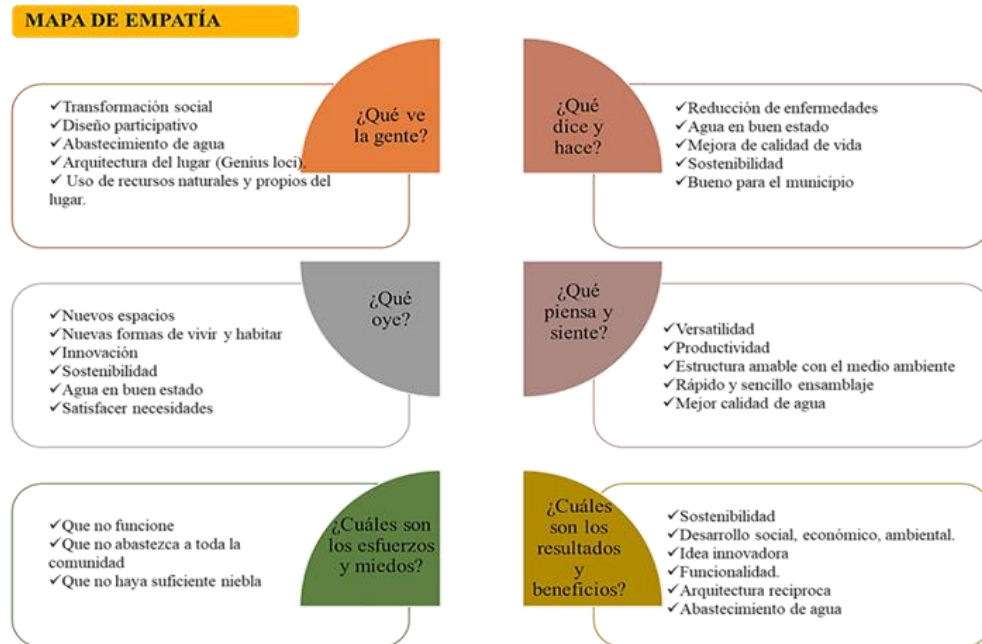 MAPA DE EMPATÍA
✓Transformación social
✓Diseño participativo
✓Abastecimiento de agua
✓Arquitectura del lugar (Genius loci).
✓ Uso de recursos naturales y propios del
lugar.
¿Qué ve
la gente?
¿Qué
dice y
hace?
✓Reducción de enfermedades
✓Agua en buen estado
✓Mejora de calidad de vida
✓Sostenibilidad
✓Bueno para el municipio
✓Nuevos espacios
✓Nuevas formas de vivir y habitar
✓Innovación
✓Sostenibilidad
✓Agua en buen estado
✓Satisfacer necesidades
¿Qué
oye?
¿Qué
piensa y
siente?
✓Versatilidad
✓Productividad
✓Estructura amable con el medio ambiente
✓Rápido y sencillo ensamblaje
✓Mejor calidad de agua
✓Que no funcione
✓Que no abastezca a toda la
comunidad
✓Que no haya suficiente niebla
¿Cuáles son
los esfuerzos
y miedos?
¿Cuáles
son los
resultados
y
beneficios?
✓Sostenibilidad
✓Desarrollo social, económico, ambiental.
✓Idea innovadora
✓Funcionalidad.
✓Arquitectura reciproca
✓Abastecimiento de agua